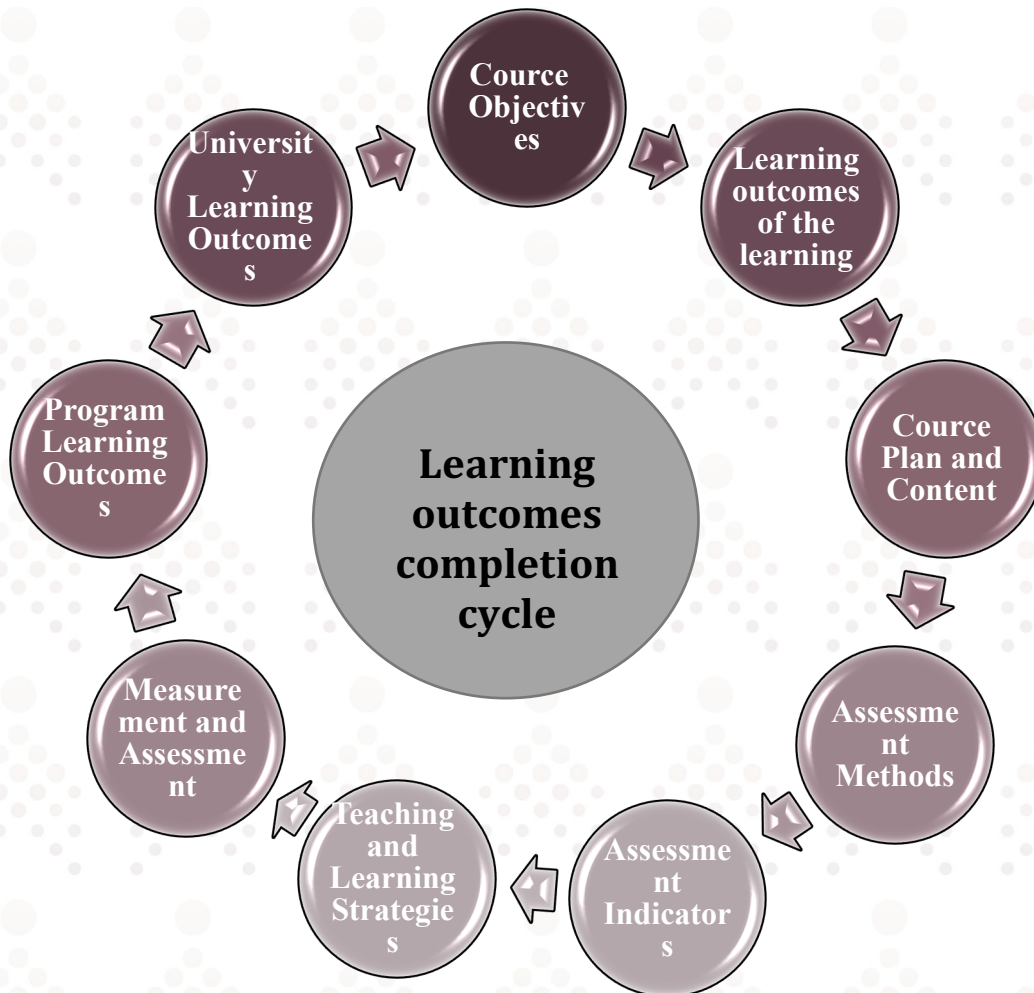 Cource
Objectiv
es
Learning
outcomes
of the
learning
Cource
Plan and
Content
Assessme
nt
Methods
Assessme
nt
Indicator
s
Teaching
and
Learning
Strategie
s
Measure
ment and
Assessme
nt
Program
Learning
Outcome
s
Universit
y
Learning
Outcome
s
Learning
outcomes
completion
cycle